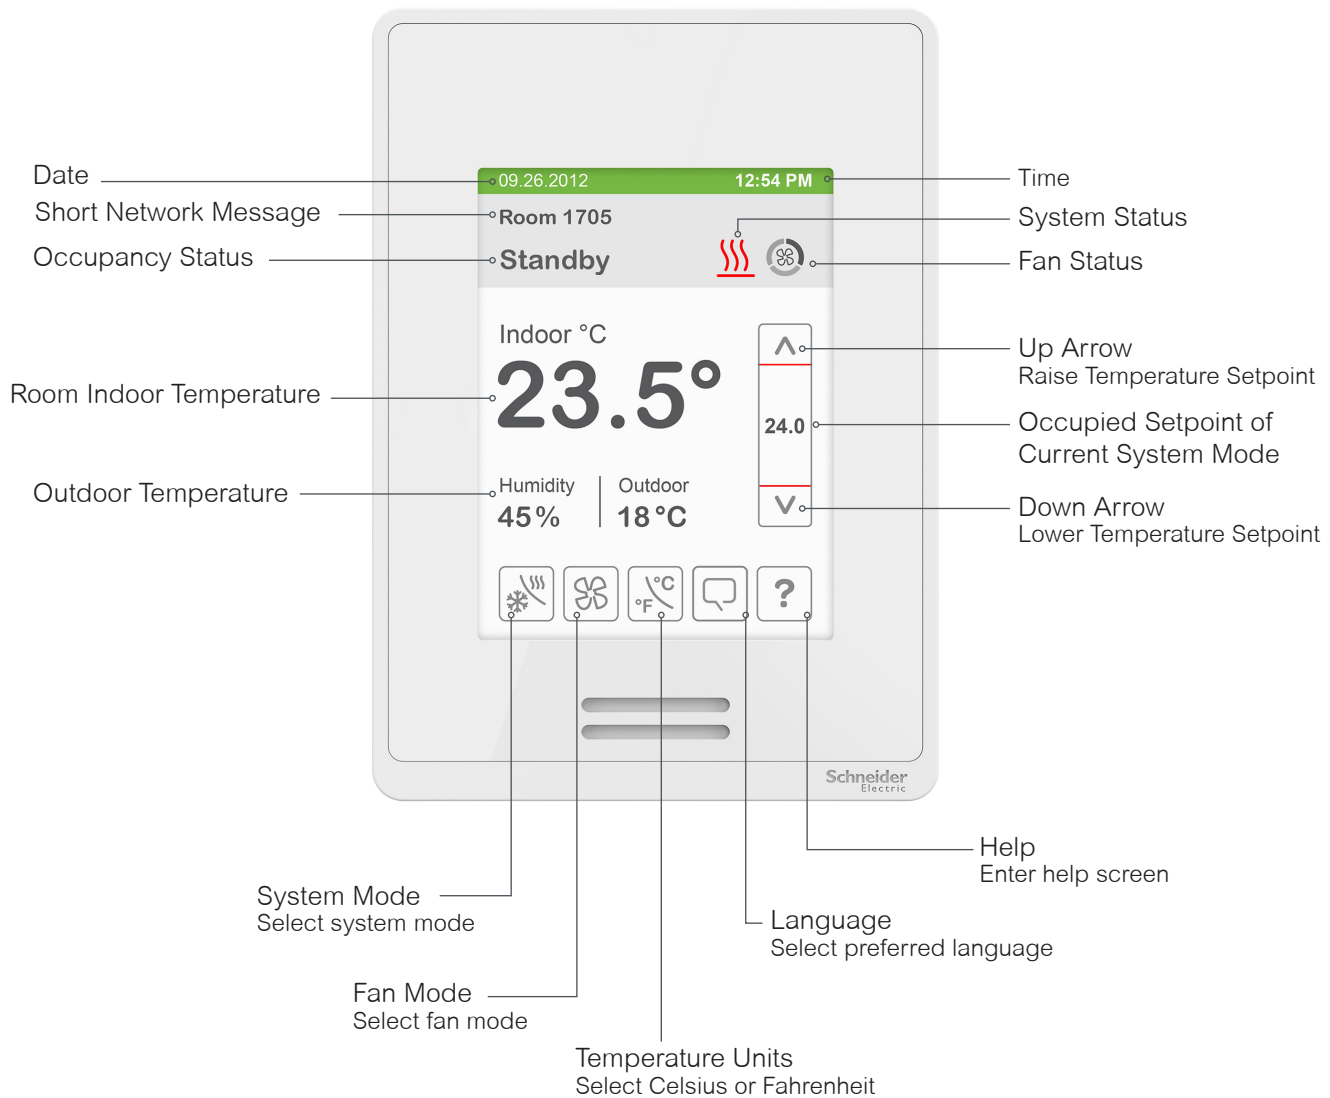 Date
09.26.2012
12:54 PM
Time
Short Network Message
Room 1705
System Status
Occupancy Status
Standby
Fan Status
Indoor °C
23.5°
Up Arrow
Raise Temperature Setpoint
Room Indoor Temperature
24.0
Occupied Setpoint of
Current System Mode
Outdoor Temperature
Humidity
45%
Outdoor
18°C
Down Arrow
Lower Temperature Setpoint
°C
°F
?
Schneider
Electric
Help
Enter help screen
System Mode
Select system mode
Language
Select preferred language
Fan Mode
Select fan mode
Temperature Units
Select Celsius or Fahrenheit